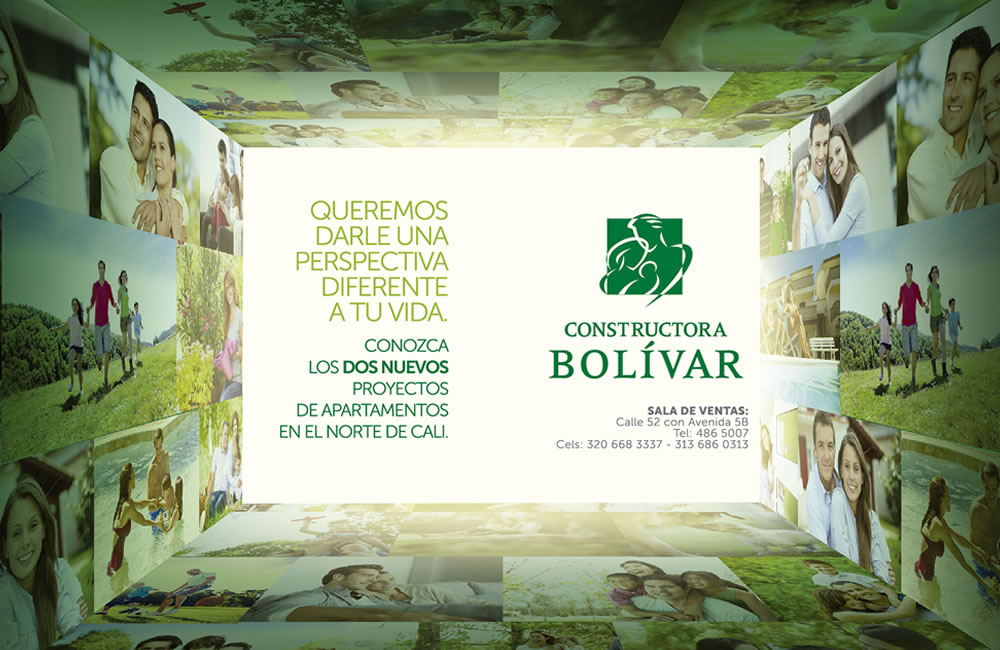 QUEREMOS
DARLE UNA
PERSPECTIVA
DIFERENTE
A TU VIDA.
CONOZCA
LOS DOS NUEVOS
PROYECTOS
DE APARTAMENTOS
EN EL NORTE DE CALI.
CONSTRUCTORA
BOLÍVAR
SALA DE VENTAS:
Calle 52 con Avenida 5B
Tel: 486 5007
Cels: 320 668 3337 - 313 686 0313